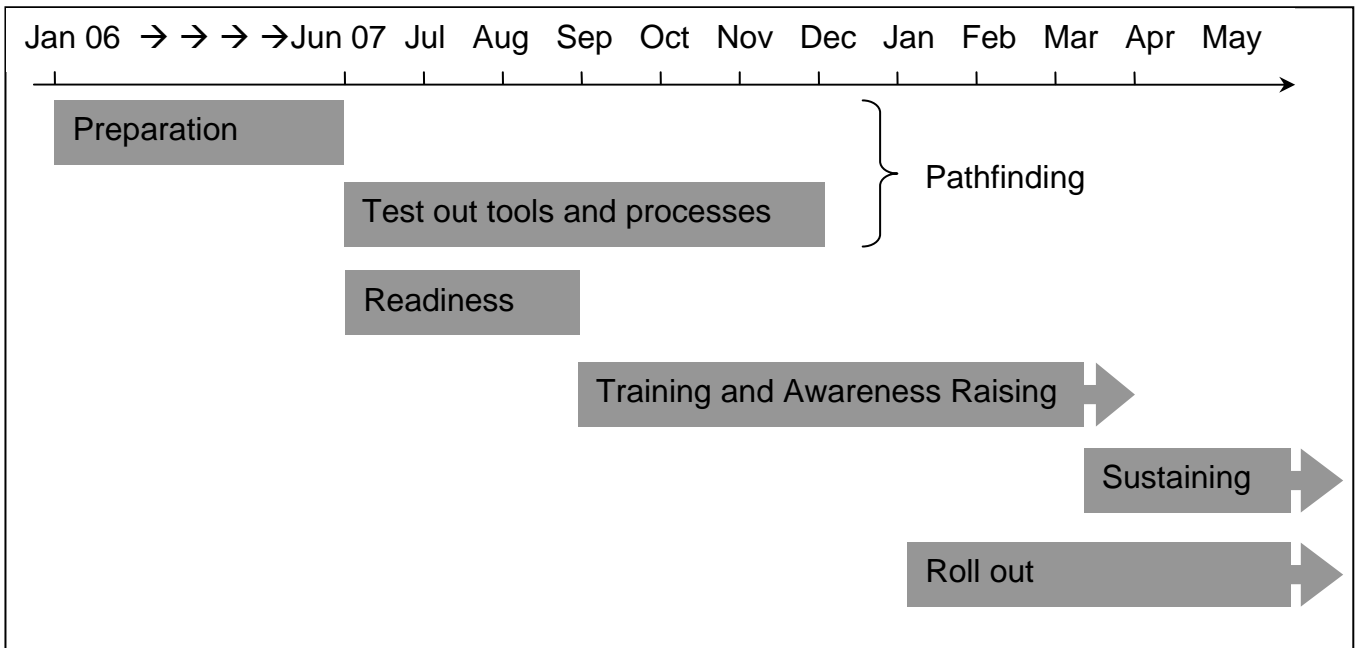 Jan 06 → → → →Jun 07 Jul Aug Sep Oct Nov Dec Jan Feb Mar Apr May
Preparation
Pathfinding
Test out tools and processes
Readiness
Training and Awareness Raising
Sustaining
Roll out